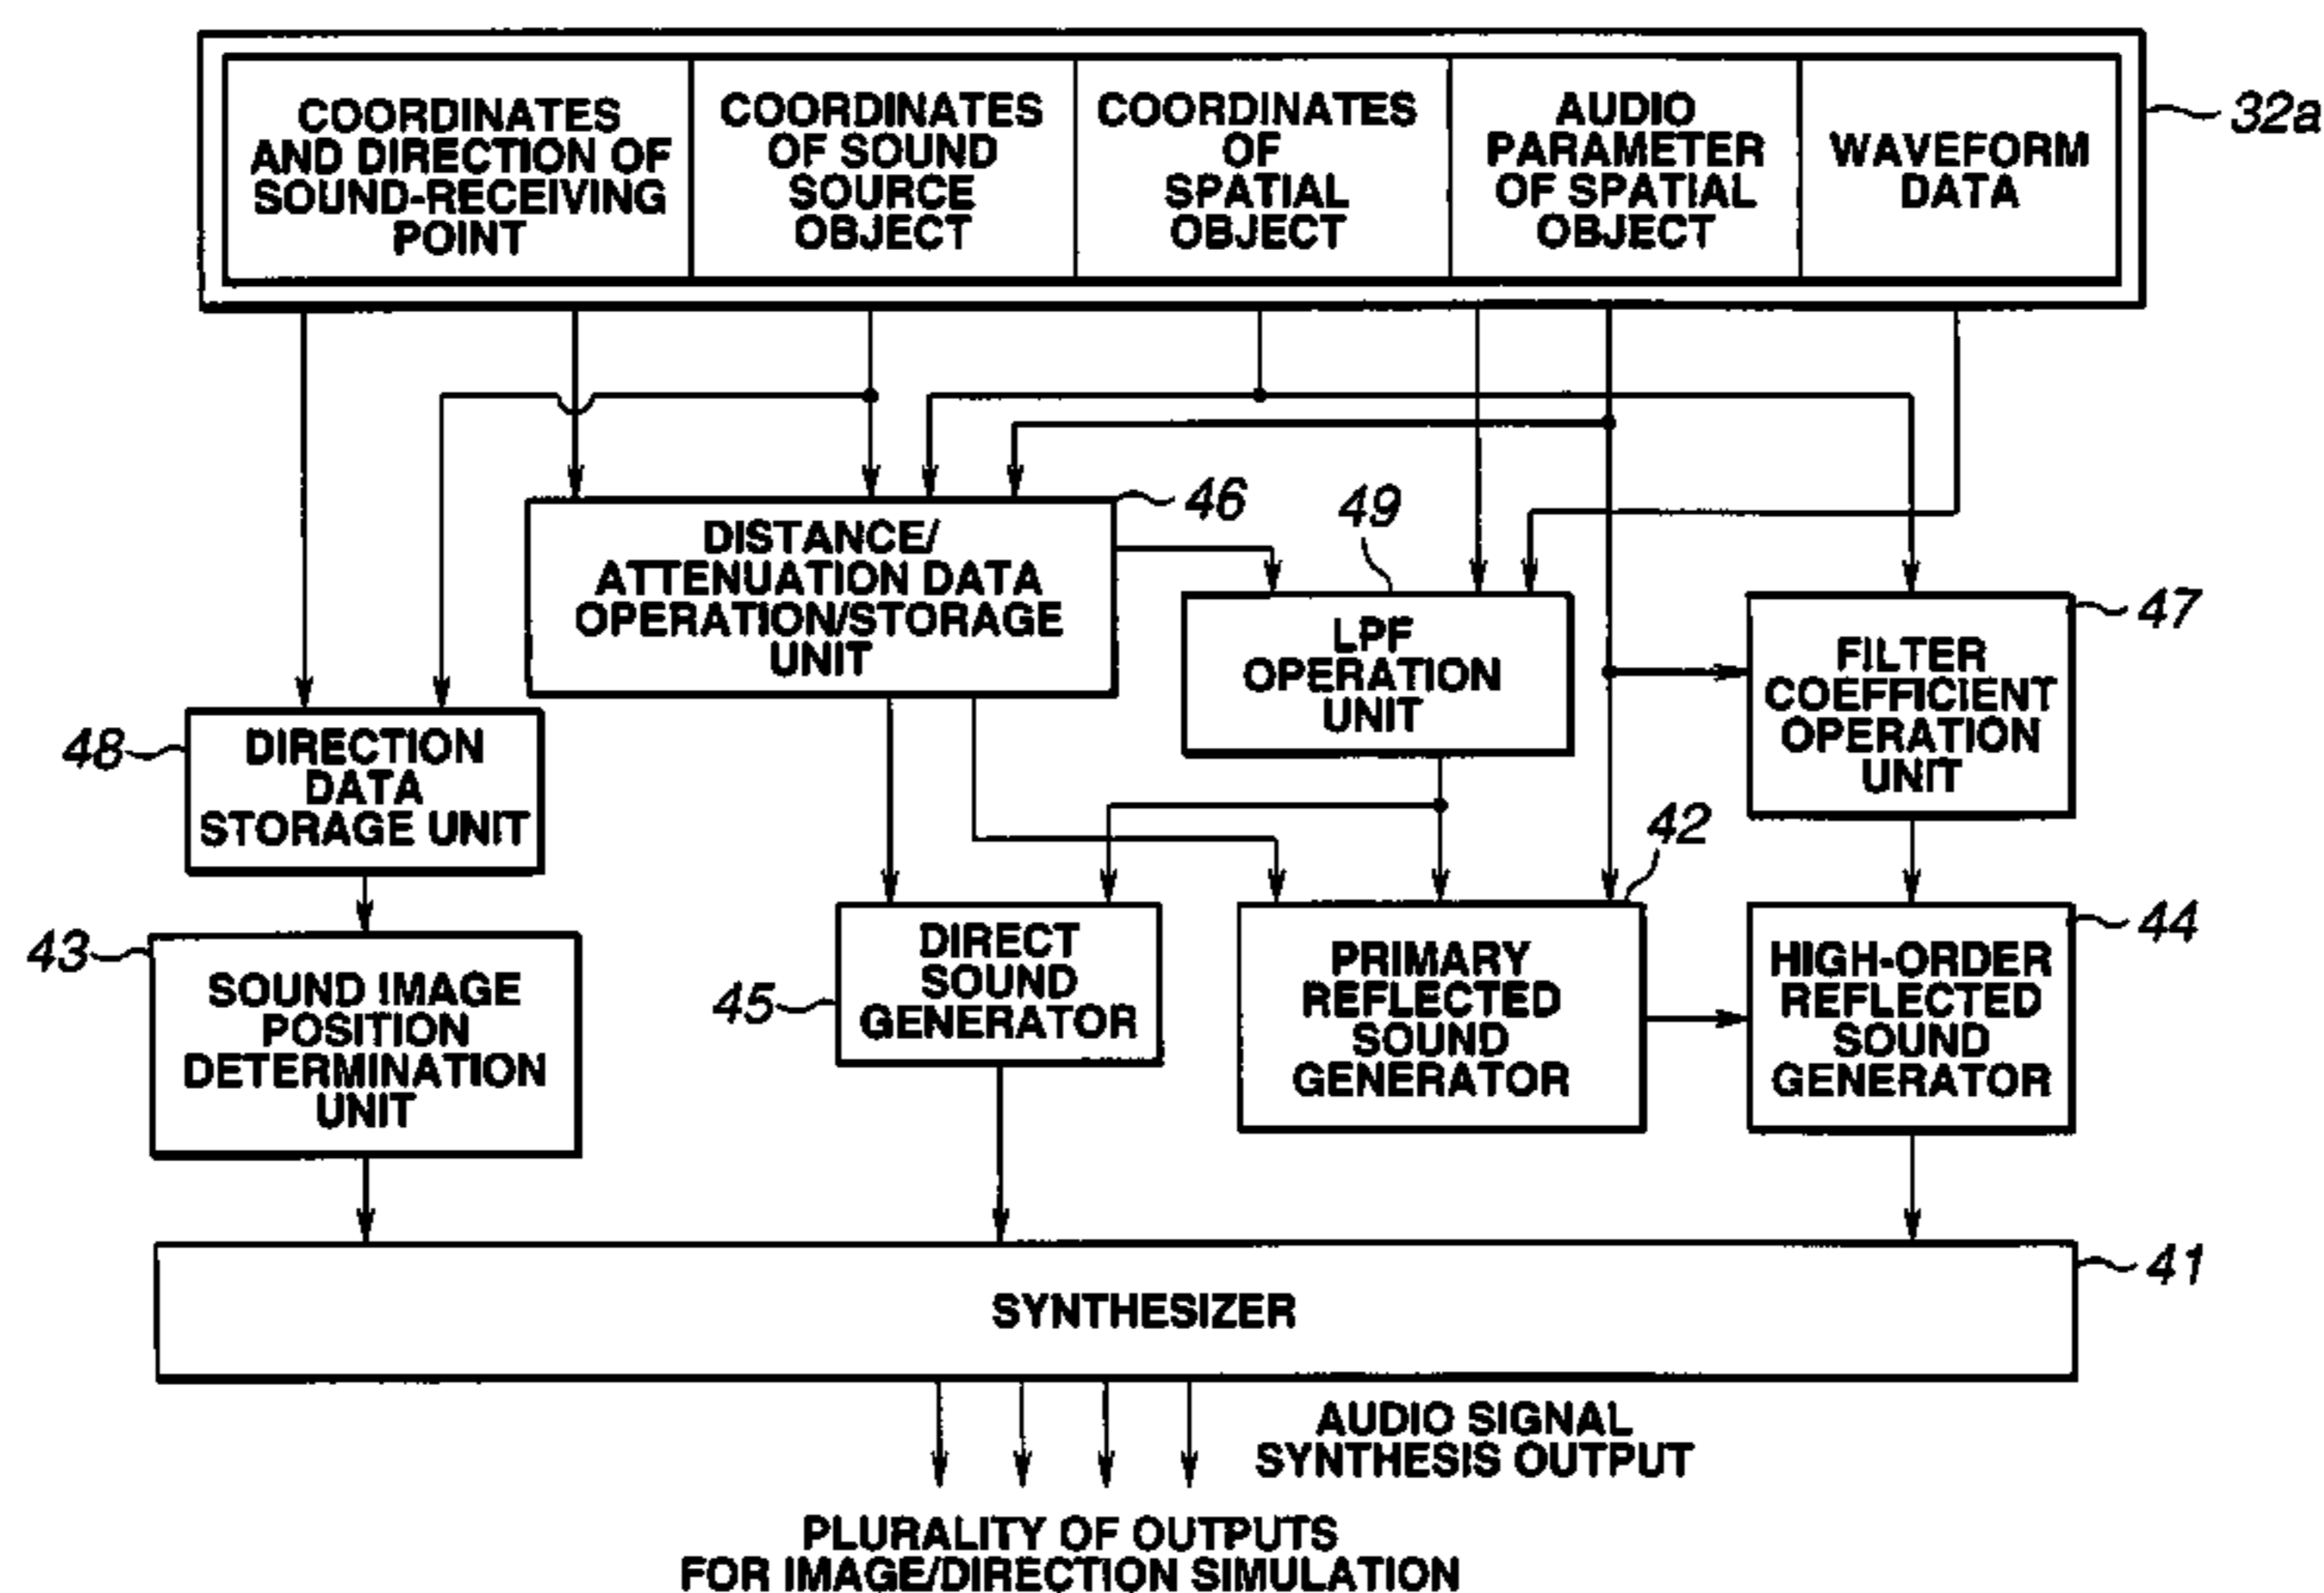 COORDINATES
AND DIRECTION OF
SOUND-RECEIVING
POINT
COORDINATES
OF SOUND
SOURCE
OBJECT
COORDINATES
OF
SPATIAL
OBJECT
AUDIO
PARAMETER
OF SPATIAL
OBJECT
WAVEFORM
DATA
32a
46
DISTANCE/
ATTENUATION DATA
OPERATION/STORAGE
UNIT
49
LPF
OPERATION
UNIT
47
FILTER
COEFFICIENT
OPERATION
UNIT
48
DIRECTION
DATA
STORAGE UNIT
43
SOUND IMAGE
POSITION
DETERMINATION
UNIT
45
DIRECT
SOUND
GENERATOR
42
PRIMARY
REFLECTED
SOUND
GENERATOR
44
HIGH-ORDER
REFLECTED
SOUND
GENERATOR
41
SYNTHESIZER
AUDIO SIGNAL
SYNTHESIS OUTPUT
PLURALITY OF OUTPUTS
FOR IMAGE/DIRECTION SIMULATION